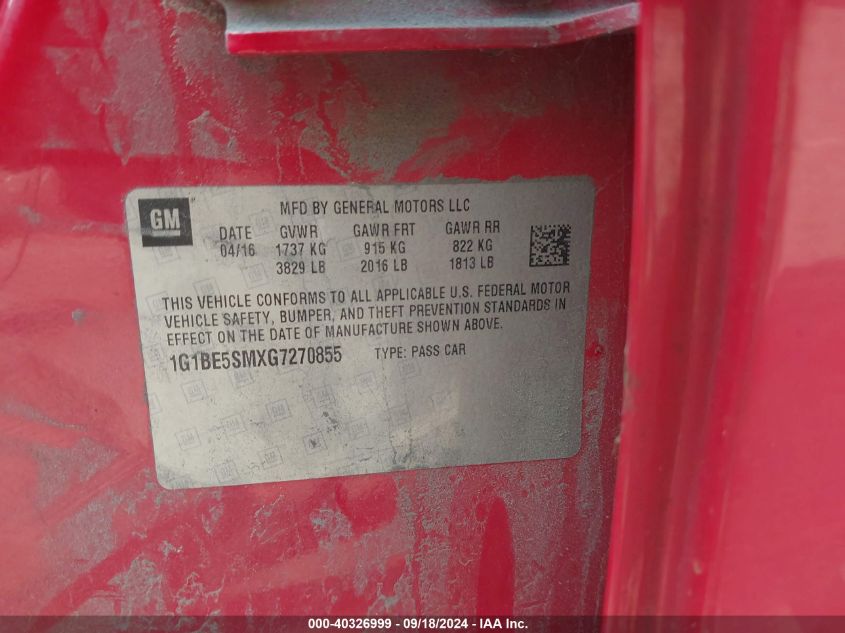 GM
MFD BY GENERAL MOTORS LLC
DATE GVWR GAWR FRT GAWR RR
04/16 1737 KG 915 KG 822 KG
3829 LB 2016 LB 1813 LB
THIS VEHICLE CONFORMS TO ALL APPLICABLE U.S. FEDERAL MOTOR
VEHICLE SAFETY, BUMPER, AND THEFT PREVENTION STANDARDS IN
EFFECT ON THE DATE OF MANUFACTURE SHOWN ABOVE.
1G1BE5SMXG7270855 TYPE: PASS CAR
000-40326999 - 09/18/2024 - IAA Inc.